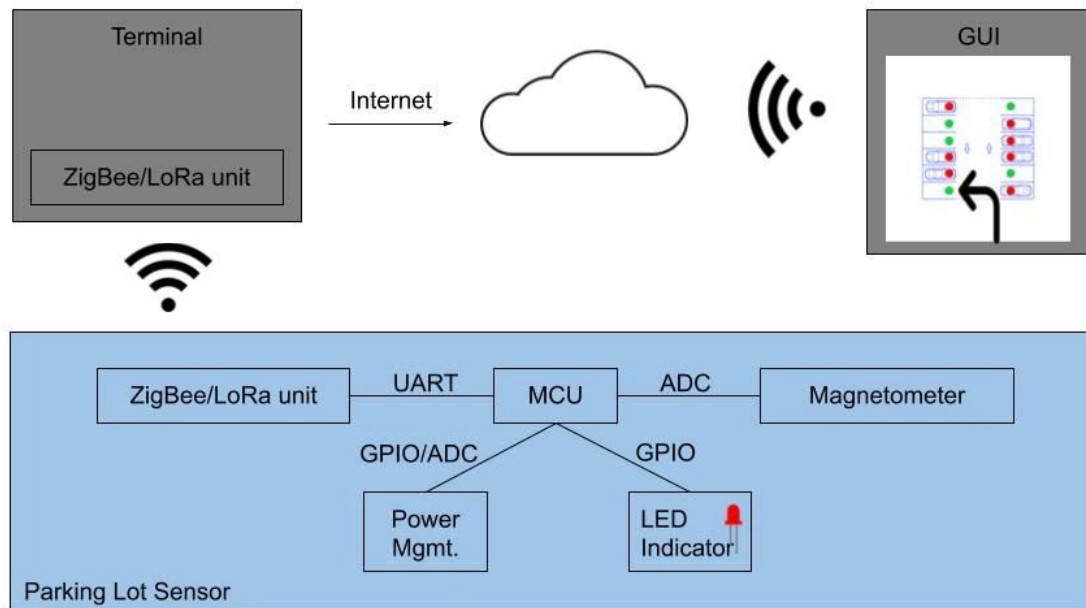 Terminal
GUI
Internet
ZigBee/LoRa unit
ZigBee/LoRa unit
UART
MCU
ADC
Magnetometer
GPIO/ADC
GPIO
Power
Mgmt.
LED
Indicator
Parking Lot Sensor